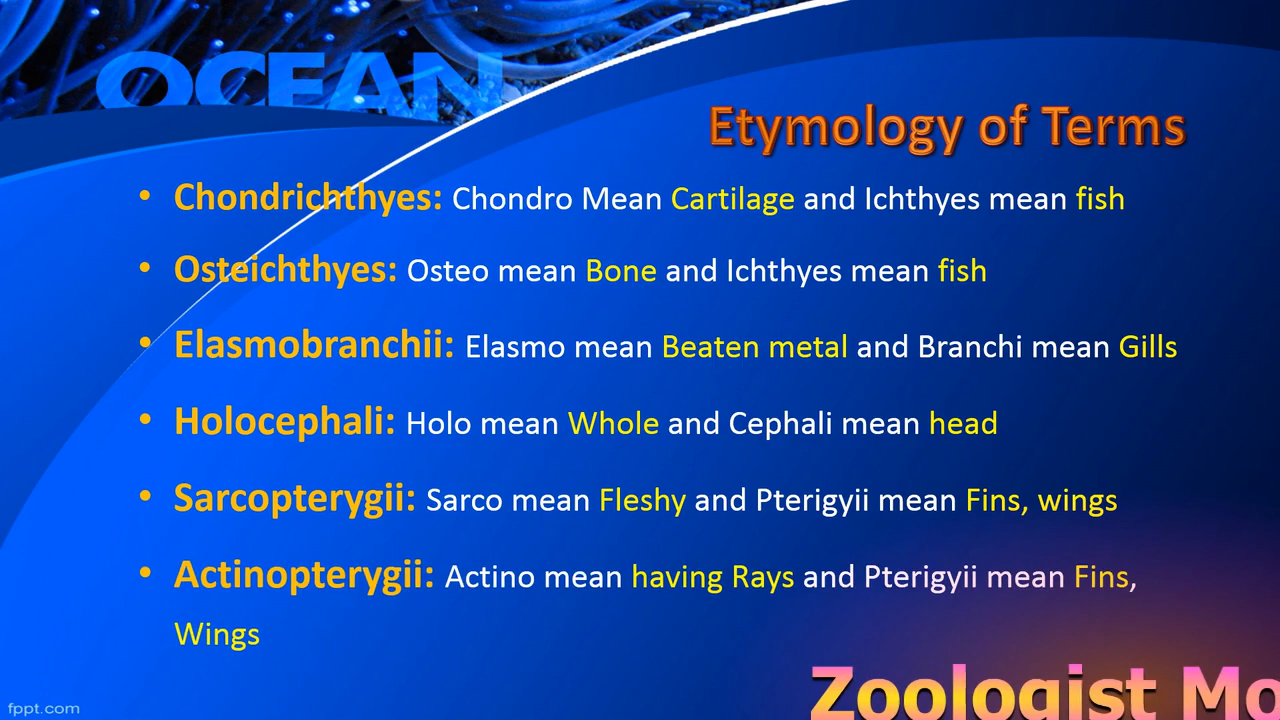 OCEAN
Etymology of Terms
• Chondrichthyes: Chondro Mean Cartilage and Ichthyes mean fish
• Osteichthyes: Osteo mean Bone and Ichthyes mean fish
• Elasmobranchii: Elasmo mean Beaten metal and Branchi mean Gills
• Holocephali: Holo mean Whole and Cephali mean head
• Sarcopterygii: Sarco mean Fleshy and Pterigyii mean Fins, wings
• Actinopterygii: Actino mean having Rays and Pterigyii mean Fins,
Wings
Zoologist Mo
fppt.com